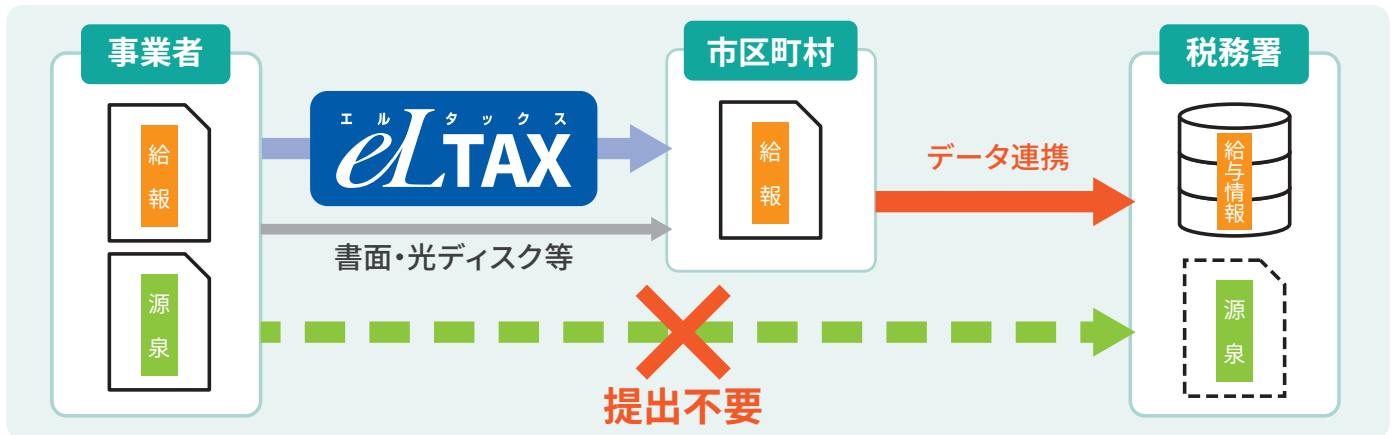 事業者
市区町村
税務署
エルタックス
eLTAX
給報
給報
データ連携
給与情報
書面・光ディスク等
源泉
源泉
提出不要